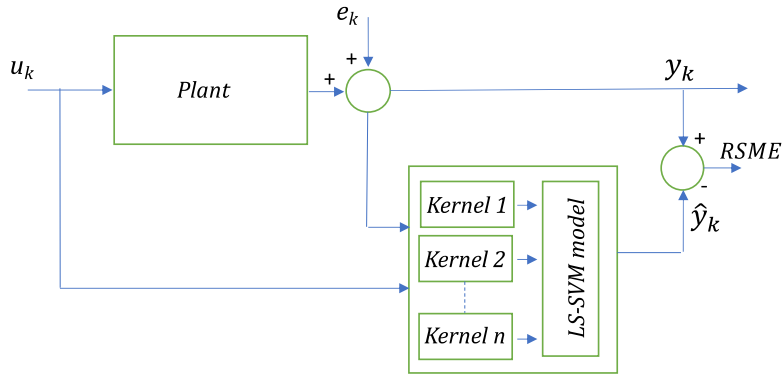 e_k
u_k
Plant
+
+
y_k
+
RSME
-
ŷ_k
Kernel 1
Kernel 2
Kernel n
LS-SVM model